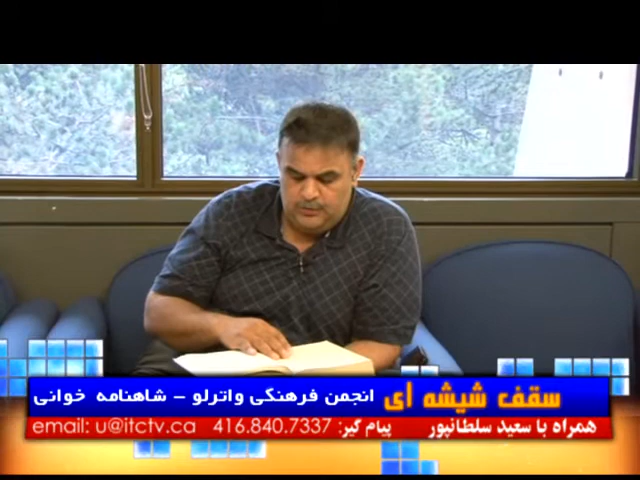 سقف شیشه ای انجمن فرهنگی واترلو – شاهنامه خوانی
همراه با سعید سلطانپور پیام گیر: 416.840.7337 email: u@itctv.ca